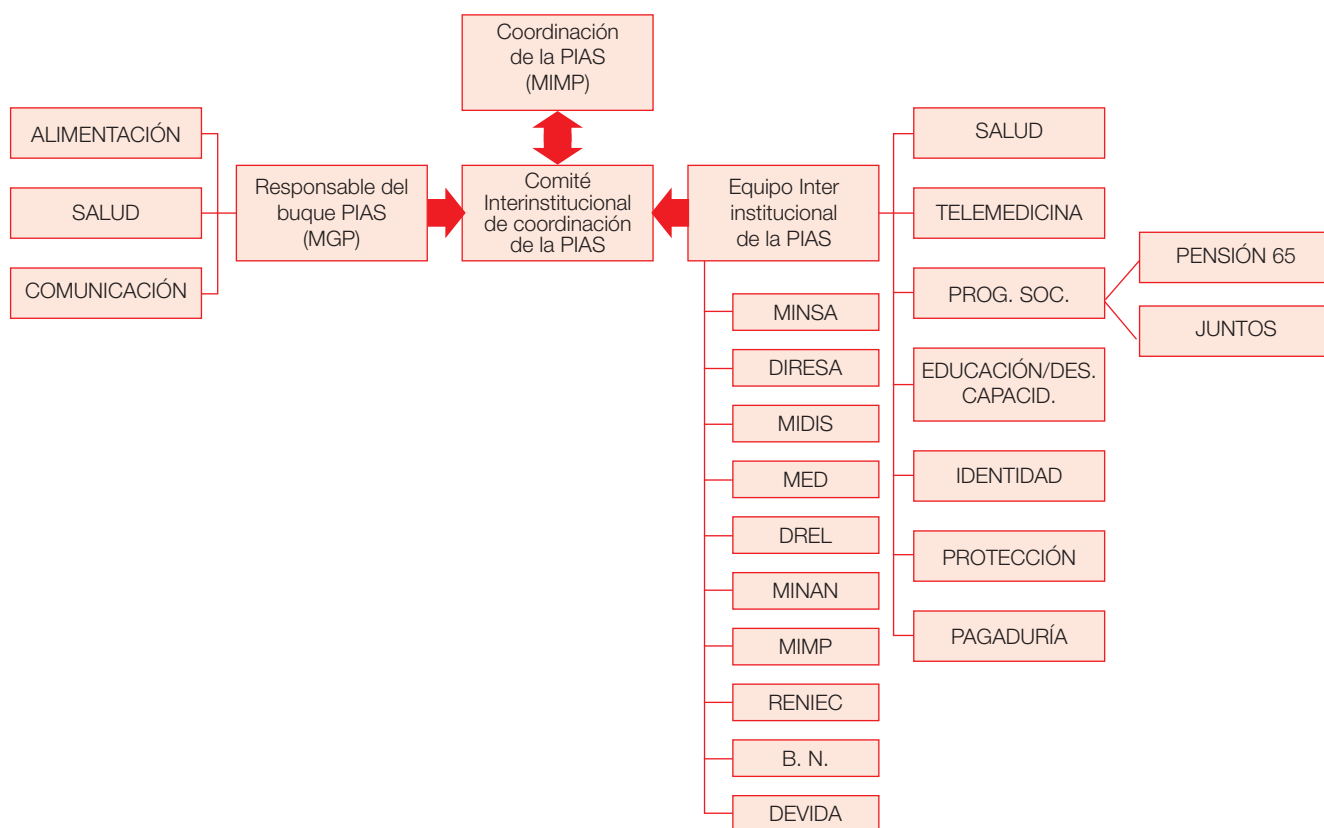 Coordinación
de la PIAS
(MIMP)
ALIMENTACIÓN
SALUD
COMUNICACIÓN
Responsable del
buque PIAS
(MGP)
Comité
Interinstitucional
de coordinación
de la PIAS
Equipo Inter
institucional
de la PIAS
MINSA
DIRESA
MIDIS
MED
DREL
MINAN
MIMP
RENIEC
B. N.
DEVIDA
SALUD
TELEMEDICINA
PROG. SOC.
PENSIÓN 65
JUNTOS
EDUCACIÓN/DES.
CAPACID.
IDENTIDAD
PROTECCIÓN
PAGADURÍA